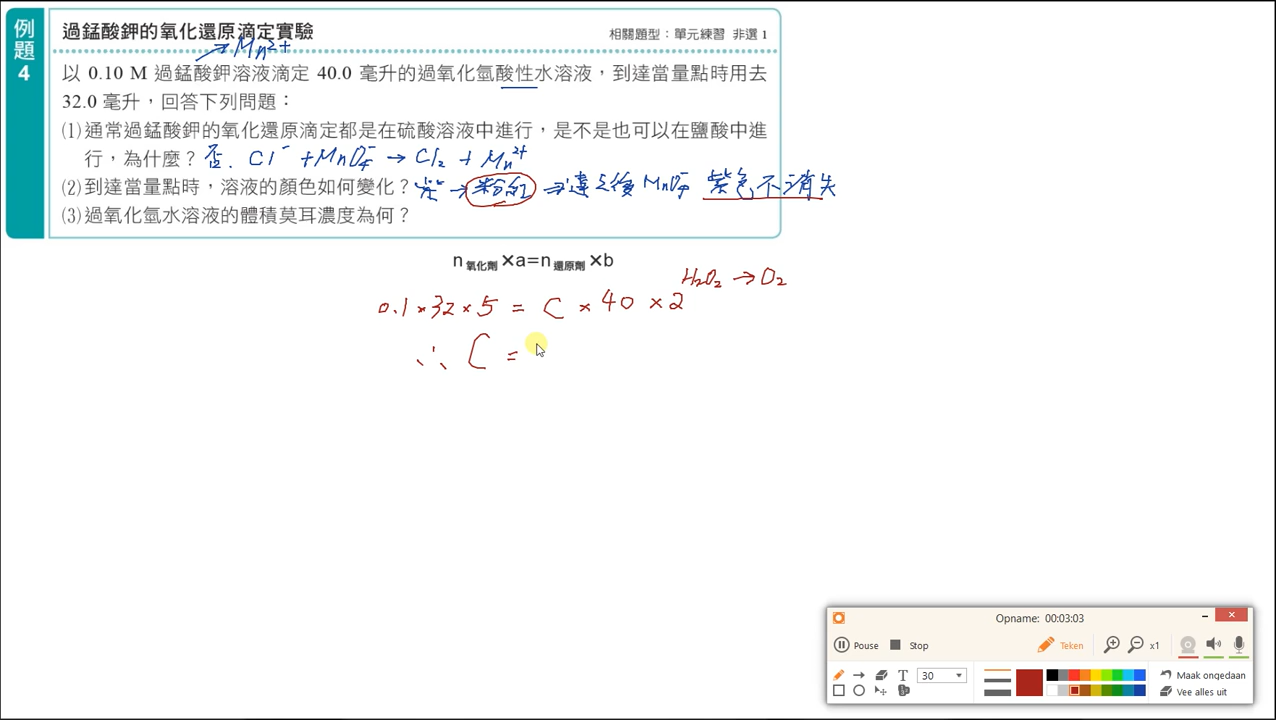 例題4
過錳酸鉀的氧化還原滴定實驗
相關題型：單元練習 非選 1
→ Mn2+
以 0.10 M 過錳酸鉀溶液滴定 40.0 毫升的過氧化氫酸性水溶液，到達當量點時用去
32.0 毫升，回答下列問題：
(1)通常過錳酸鉀的氧化還原滴定都是在硫酸溶液中進行，是不是也可以在鹽酸中進
行，為什麼？ 否. Cl⁻ + MnO₄⁻ → Cl₂ + Mn²⁺
(2)到達當量點時，溶液的顏色如何變化？ 紫 → 粉紅 → 達 後 MnO₄⁻ 紫色不消失
(3)過氧化氫水溶液的體積莫耳濃度為何？
n氧化劑×a=n還原劑×b
H₂O₂ → O₂
0.1×32×5 = C×40×2
∴ C =
Opname: 00:03:03
Pause Stop Teken x1
T 30 Maak ongedaan
Vee alles uit